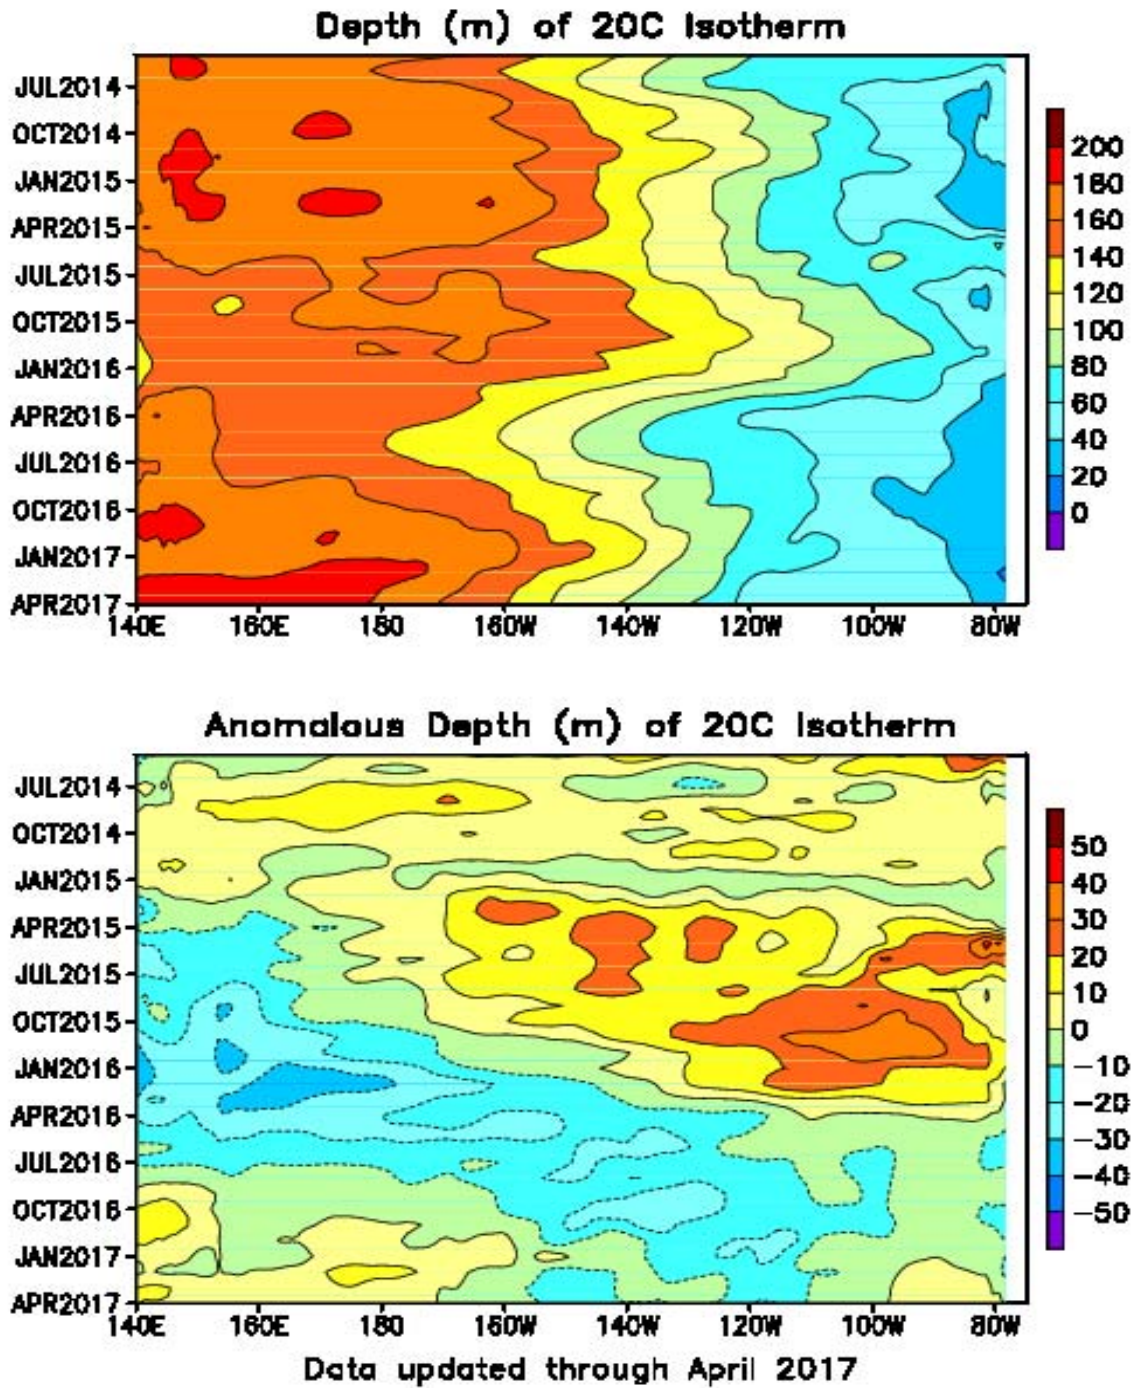 Depth (m) of 20C Isotherm
JUL2014
OCT2014
JAN2015
APR2015
JUL2015
OCT2015
JAN2016
APR2016
JUL2016
OCT2016
JAN2017
APR2017
140E 160E 180 160W 140W 120W 100W 80W
200
180
160
140
120
100
80
60
40
20
0
Anomalous Depth (m) of 20C Isotherm
JUL2014
OCT2014
JAN2015
APR2015
JUL2015
OCT2015
JAN2016
APR2016
JUL2016
OCT2016
JAN2017
APR2017
140E 160E 180 160W 140W 120W 100W 80W
50
40
30
20
10
0
-10
-20
-30
-40
-50
Data updated through April 2017